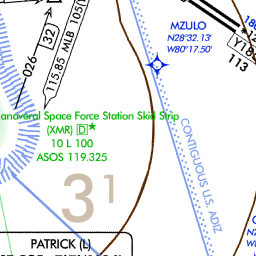 MZULO
N28°32.13'
W80°17.50'
026
32
115.85 MLB 105
113
anaveral Space Force Station Skid Strip
(XMR) D*
10 L 100
ASOS 119.325
CONTIGUOUS U.S. ADIZ
31
PATRICK (L)